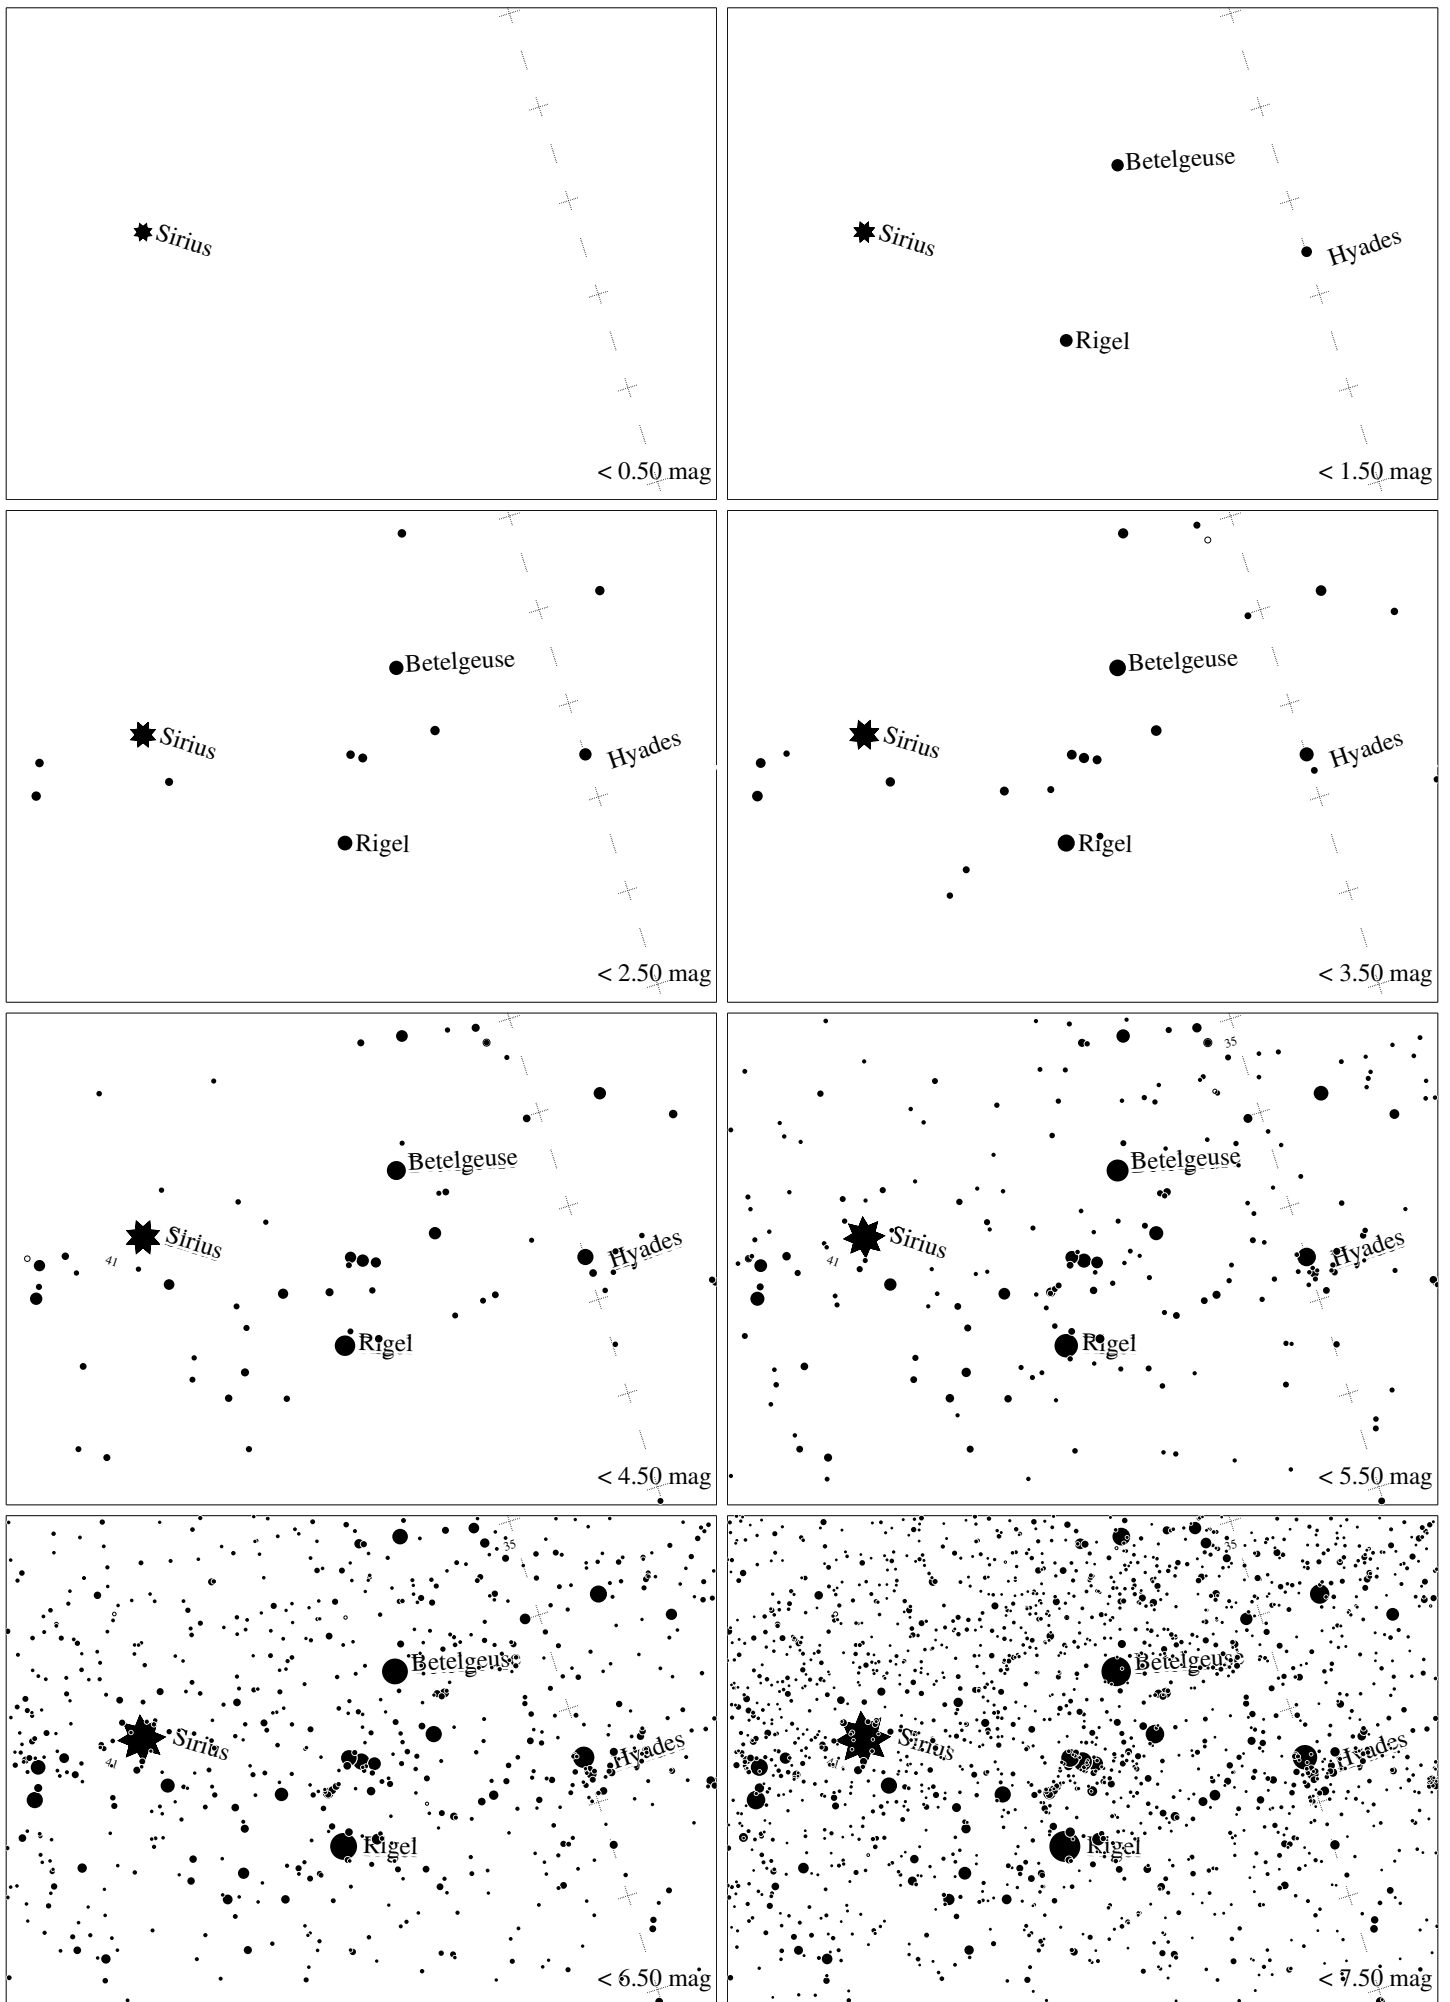 Sirius
< 0.50 mag
Betelgeuse
Sirius
Hyades
Rigel
< 1.50 mag
Betelgeuse
Sirius
Hyades
Rigel
< 2.50 mag
Betelgeuse
Sirius
Hyades
Rigel
< 3.50 mag
Betelgeuse
Sirius
Hyades
41
Rigel
< 4.50 mag
35
Betelgeuse
Sirius
Hyades
41
Rigel
< 5.50 mag
35
Betelgeuse
Sirius
Hyades
41
Rigel
< 6.50 mag
35
Betelgeuse
Sirius
Hyades
41
Rigel
< 7.50 mag